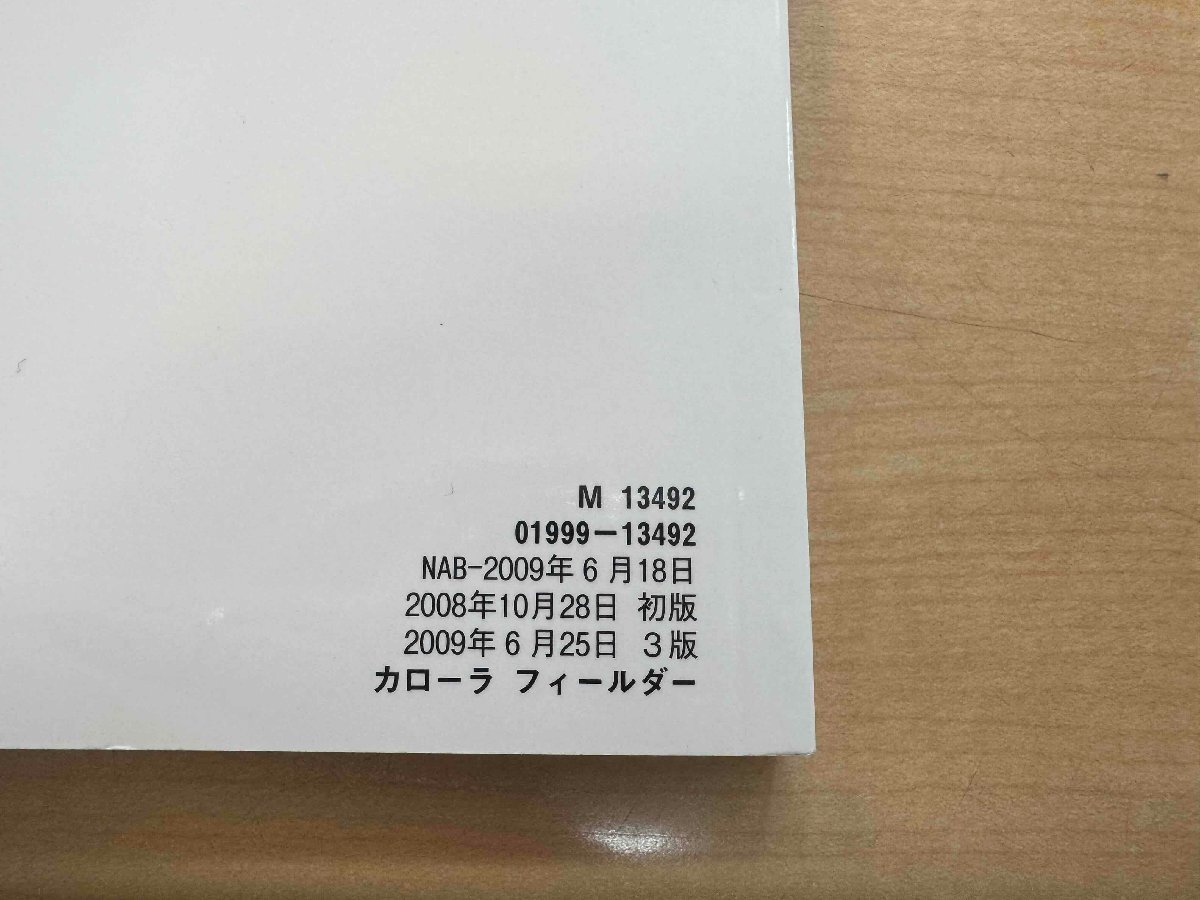 M 13492
01999-13492
NAB-2009年6月18日
2008年10月28日 初版
2009年6月25日 3版
カローラ フィールダー